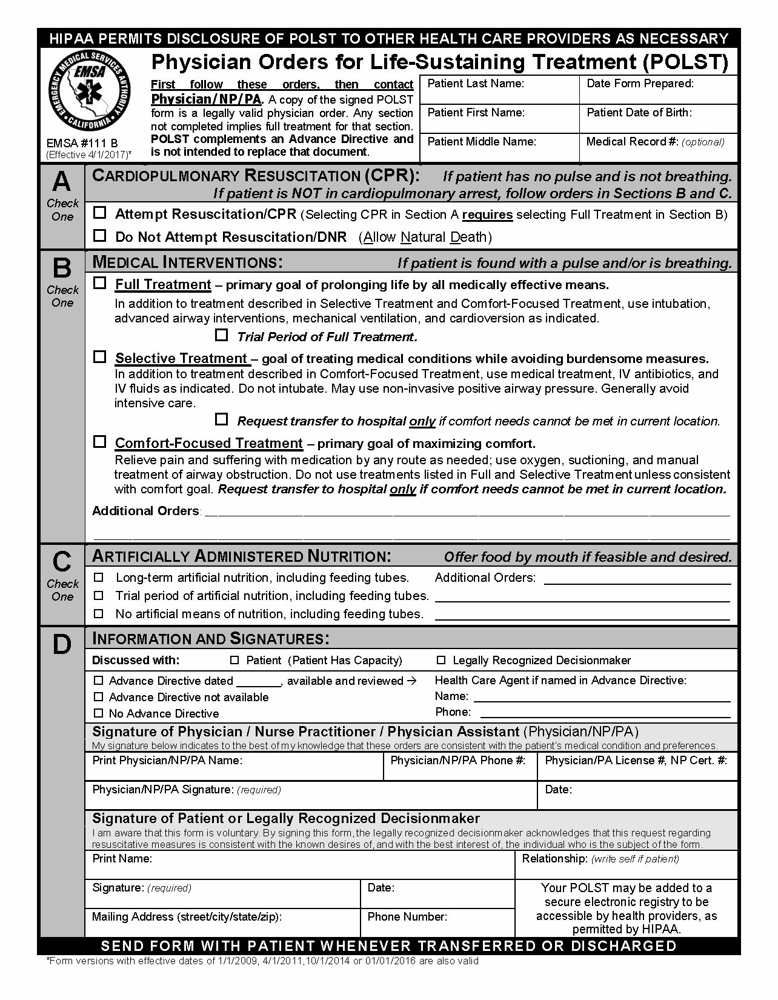 HIPAA PERMITS DISCLOSURE OF POLST TO OTHER HEALTH CARE PROVIDERS AS NECESSARY
EMERGENCY MEDICAL SERVICES AUTHORITY
EMSA
• CALIFORNIA •
EMSA #111 B
(Effective 4/1/2017)*
Physician Orders for Life-Sustaining Treatment (POLST)
First follow these orders, then contact
Physician/NP/PA. A copy of the signed POLST
form is a legally valid physician order. Any section
not completed implies full treatment for that section.
POLST complements an Advance Directive and
is not intended to replace that document.
Patient Last Name:
Date Form Prepared:
Patient First Name:
Patient Date of Birth:
Patient Middle Name:
Medical Record #: (optional)
A
Check
One
CARDIOPULMONARY RESUSCITATION (CPR): If patient has no pulse and is not breathing.
If patient is NOT in cardiopulmonary arrest, follow orders in Sections B and C.
☐ Attempt Resuscitation/CPR (Selecting CPR in Section A requires selecting Full Treatment in Section B)
☐ Do Not Attempt Resuscitation/DNR (Allow Natural Death)
B
Check
One
MEDICAL INTERVENTIONS: If patient is found with a pulse and/or is breathing.
☐ Full Treatment – primary goal of prolonging life by all medically effective means.
In addition to treatment described in Selective Treatment and Comfort-Focused Treatment, use intubation,
advanced airway interventions, mechanical ventilation, and cardioversion as indicated.
☐ Trial Period of Full Treatment.
☐ Selective Treatment – goal of treating medical conditions while avoiding burdensome measures.
In addition to treatment described in Comfort-Focused Treatment, use medical treatment, IV antibiotics, and
IV fluids as indicated. Do not intubate. May use non-invasive positive airway pressure. Generally avoid
intensive care.
☐ Request transfer to hospital only if comfort needs cannot be met in current location.
☐ Comfort-Focused Treatment – primary goal of maximizing comfort.
Relieve pain and suffering with medication by any route as needed; use oxygen, suctioning, and manual
treatment of airway obstruction. Do not use treatments listed in Full and Selective Treatment unless consistent
with comfort goal. Request transfer to hospital only if comfort needs cannot be met in current location.
Additional Orders: ____________________
____________________
C
Check
One
ARTIFICIALLY ADMINISTERED NUTRITION: Offer food by mouth if feasible and desired.
☐ Long-term artificial nutrition, including feeding tubes. Additional Orders: ____________________
☐ Trial period of artificial nutrition, including feeding tubes. ____________________
☐ No artificial means of nutrition, including feeding tubes. ____________________
D
INFORMATION AND SIGNATURES:
Discussed with: ☐ Patient (Patient Has Capacity) ☐ Legally Recognized Decisionmaker
☐ Advance Directive dated _______, available and reviewed →
☐ Advance Directive not available
☐ No Advance Directive
Health Care Agent if named in Advance Directive:
Name: ____________________
Phone: ____________________
Signature of Physician / Nurse Practitioner / Physician Assistant (Physician/NP/PA)
My signature below indicates to the best of my knowledge that these orders are consistent with the patient's medical condition and preferences.
Print Physician/NP/PA Name:
Physician/NP/PA Phone #:
Physician/PA License #, NP Cert. #:
Physician/NP/PA Signature: (required)
Date:
Signature of Patient or Legally Recognized Decisionmaker
I am aware that this form is voluntary. By signing this form, the legally recognized decisionmaker acknowledges that this request regarding
resuscitative measures is consistent with the known desires of, and with the best interest of, the individual who is the subject of the form.
Print Name:
Relationship: (write self if patient)
Signature: (required)
Date:
Mailing Address (street/city/state/zip):
Phone Number:
Your POLST may be added to a
secure electronic registry to be
accessible by health providers, as
permitted by HIPAA.
SEND FORM WITH PATIENT WHENEVER TRANSFERRED OR DISCHARGED
*Form versions with effective dates of 1/1/2009, 4/1/2011,10/1/2014 or 01/01/2016 are also valid